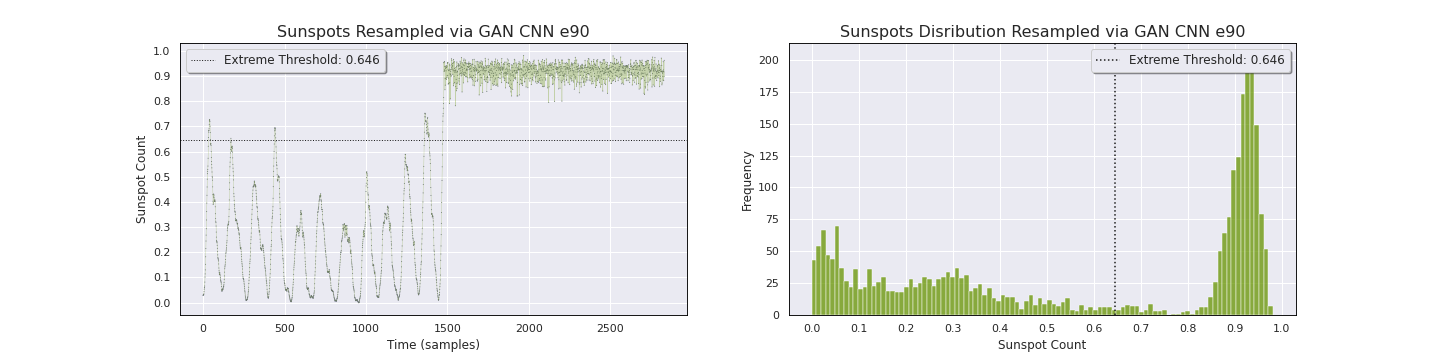 Sunspots Resampled via GAN CNN e90
Extreme Threshold: 0.646
Sunspot Count
1.0
0.9
0.8
0.7
0.6
0.5
0.4
0.3
0.2
0.1
0.0
0 500 1000 1500 2000 2500
Time (samples)
Sunspots Disribution Resampled via GAN CNN e90
Extreme Threshold: 0.646
Frequency
200
175
150
125
100
75
50
25
0
0.0 0.1 0.2 0.3 0.4 0.5 0.6 0.7 0.8 0.9 1.0
Sunspot Count